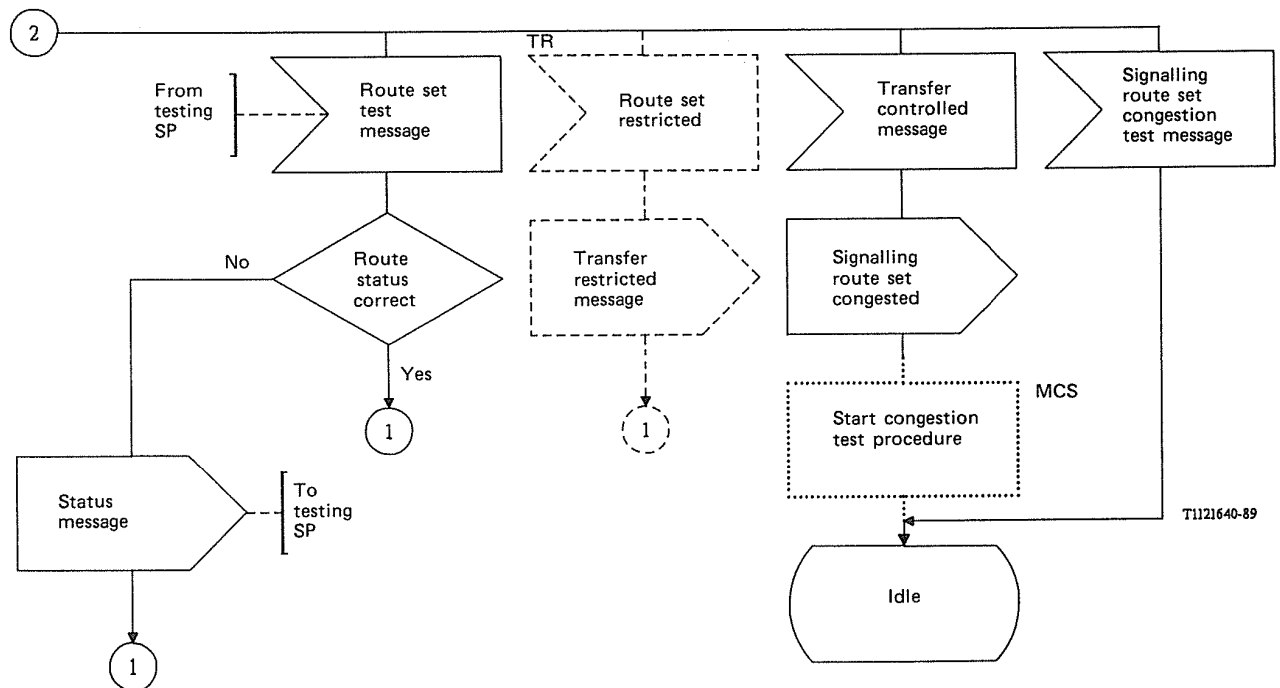 2
TR
From
testing
SP
Route set
test
message
Route set
restricted
Transfer
controlled
message
Signalling
route set
congestion
test message
No
Route
status
correct
Transfer
restricted
message
Signalling
route set
congested
Yes
1
1
MCS
Start congestion
test procedure
Status
message
To
testing
SP
T1121640-89
Idle
1